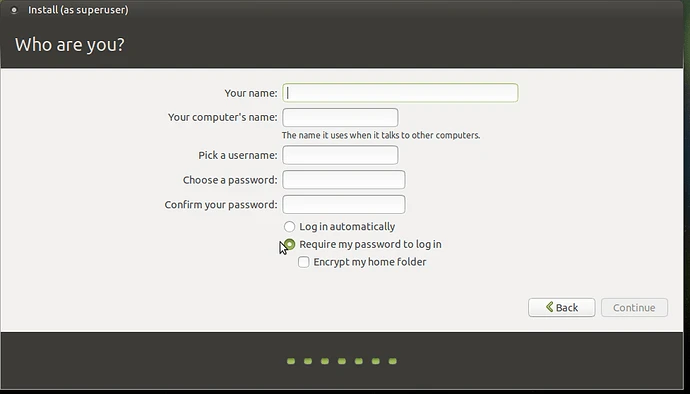 Install (as superuser)
Who are you?
Your name:
Your computer's name:
The name it uses when it talks to other computers.
Pick a username:
Choose a password:
Confirm your password:
Log in automatically
Require my password to log in
Encrypt my home folder
Back Continue